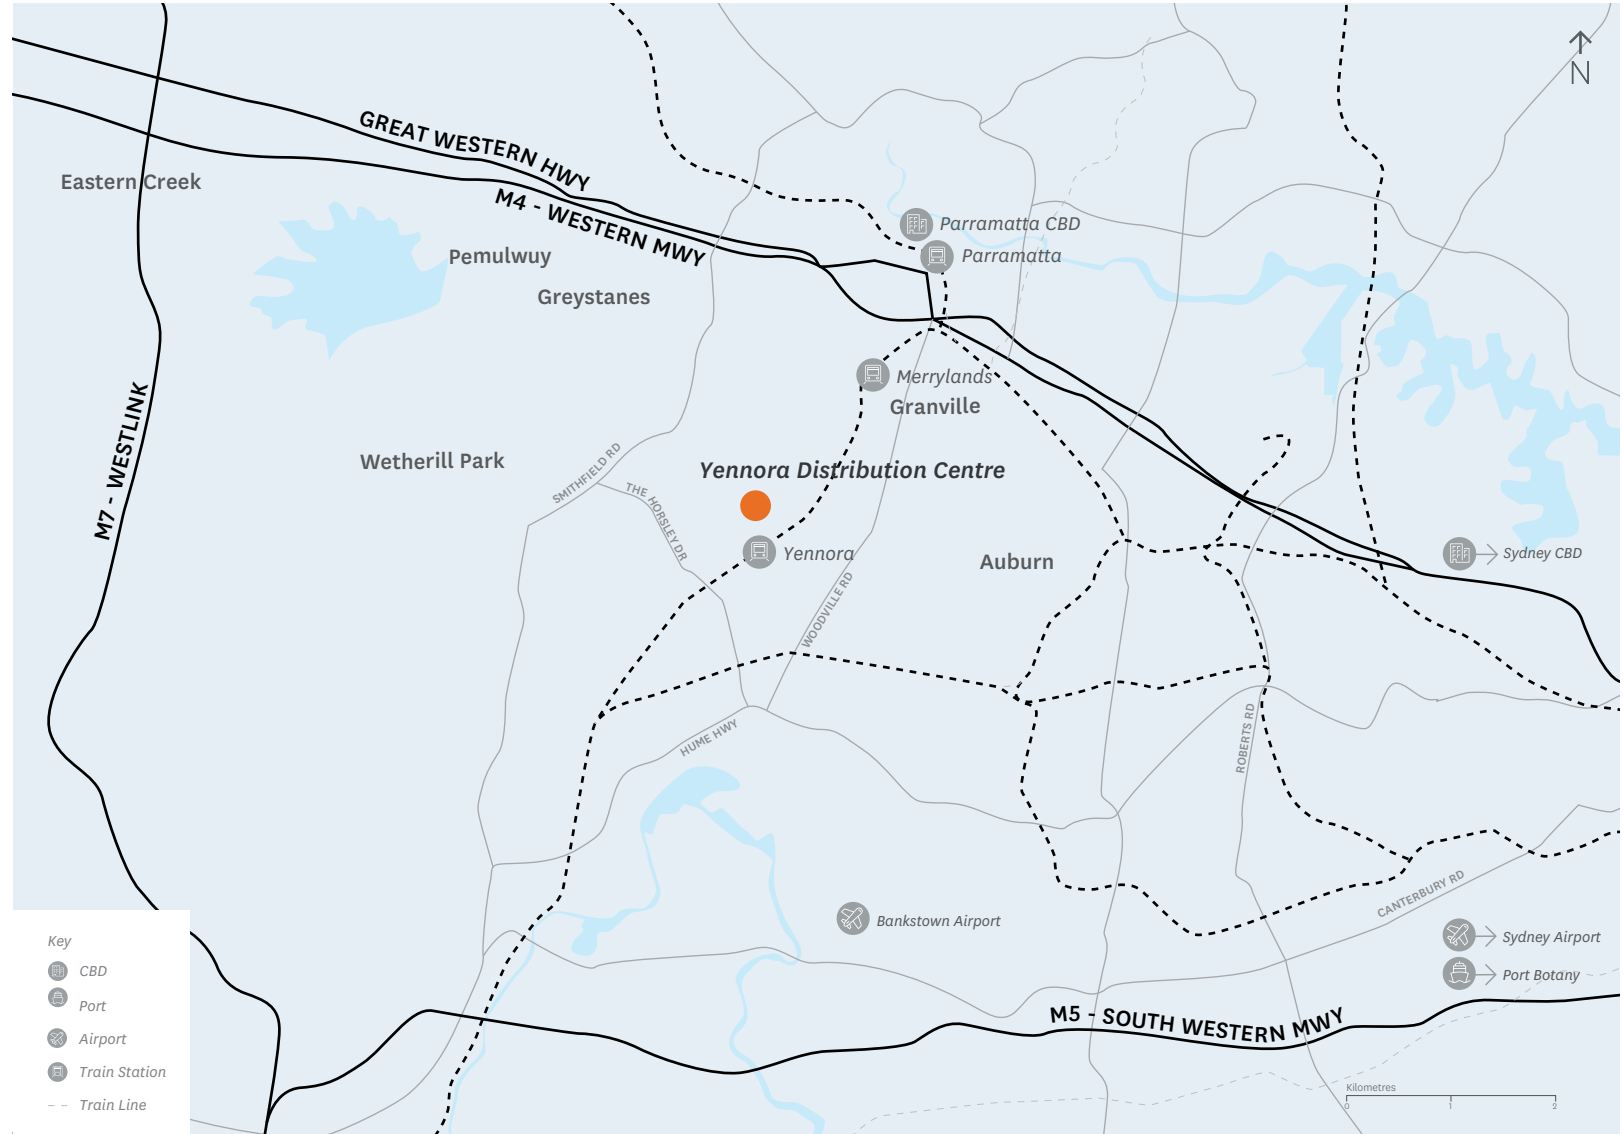 N
GREAT WESTERN HWY
Eastern Creek
M4 - WESTERN MWY
Parramatta CBD
Pemulwuy
Parramatta
Greystanes
Merrylands
Granville
M7 - WESTLINK
Wetherill Park
SMITHFIELD RD
Yennora Distribution Centre
THE HORSLEY DR
Yennora
Auburn
Sydney CBD
WOODVILLE RD
HUME HWY
ROBERTS RD
CANTERBURY RD
Bankstown Airport
Sydney Airport
Port Botany
M5 - SOUTH WESTERN MWY
Key
CBD
Port
Airport
Train Station
Train Line
Kilometres
0 1 2